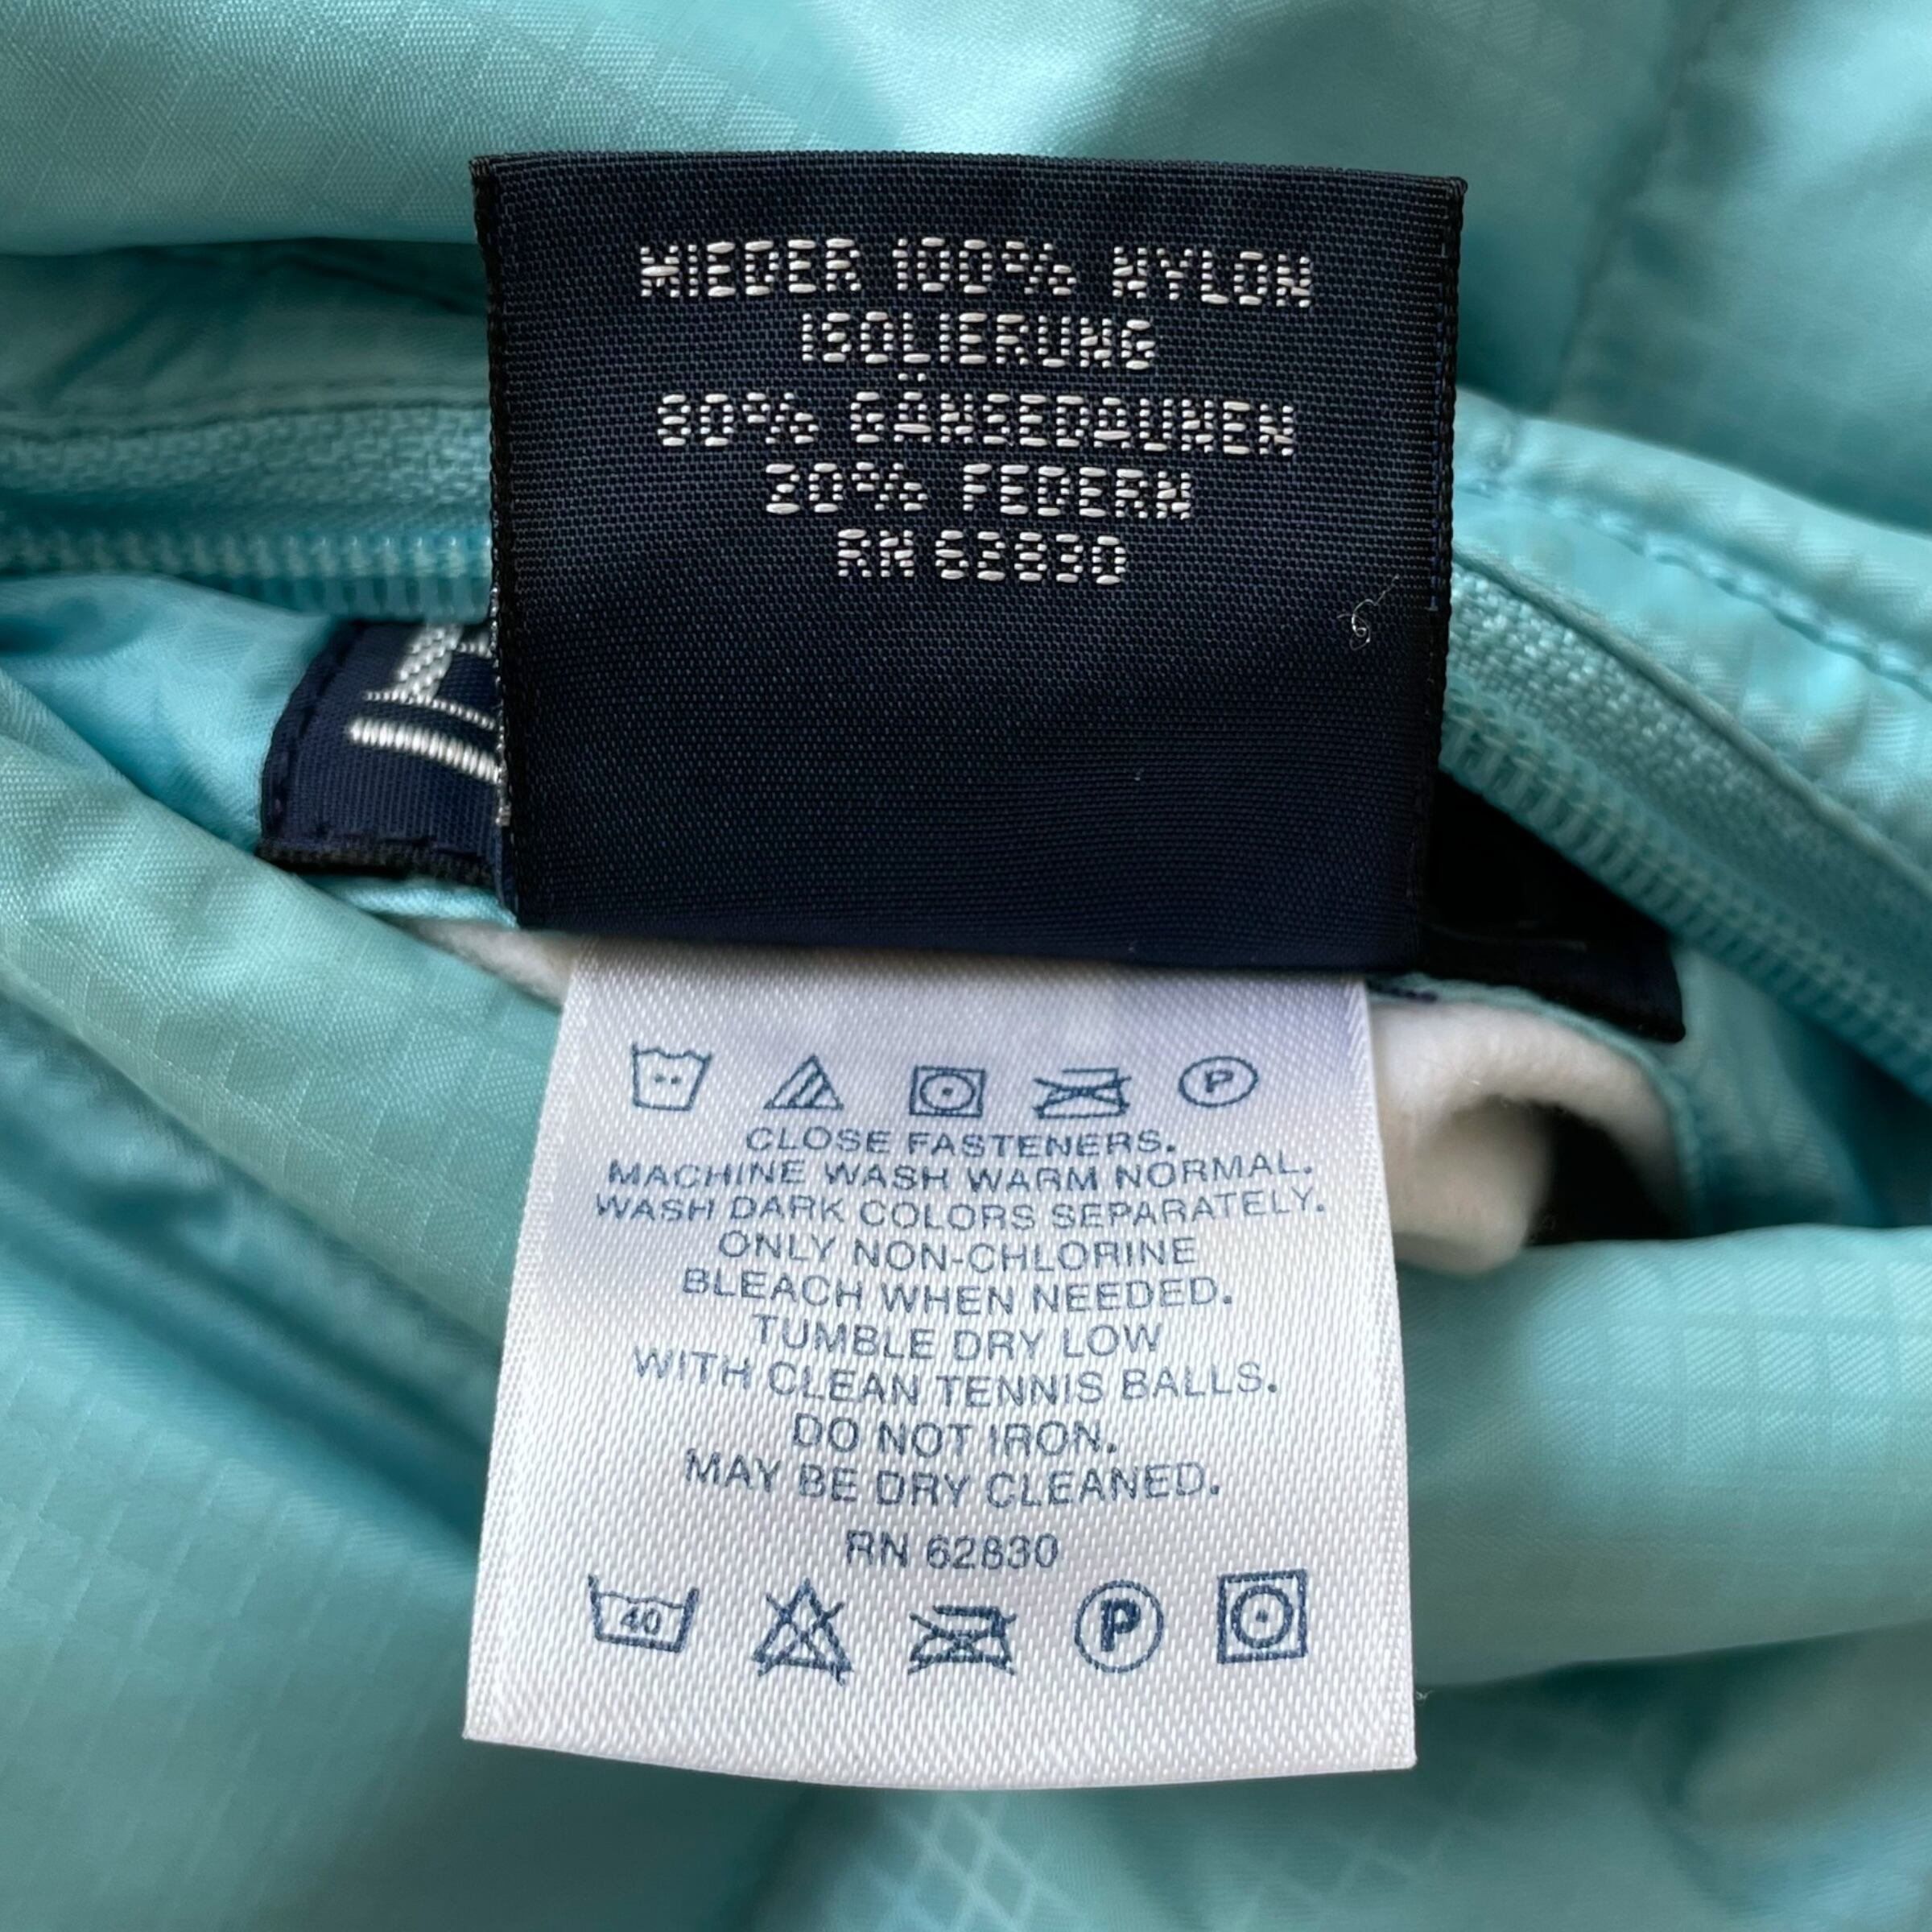 MIEDER 100% NYLON
ISOLIERUNG
80% GÄNSEDAUNEN
20% FEDERN
RN 62830
P
CLOSE FASTENERS.
MACHINE WASH WARM NORMAL.
WASH DARK COLORS SEPARATELY.
ONLY NON-CHLORINE
BLEACH WHEN NEEDED.
TUMBLE DRY LOW
WITH CLEAN TENNIS BALLS.
DO NOT IRON.
MAY BE DRY CLEANED.
RN 62830
40 P